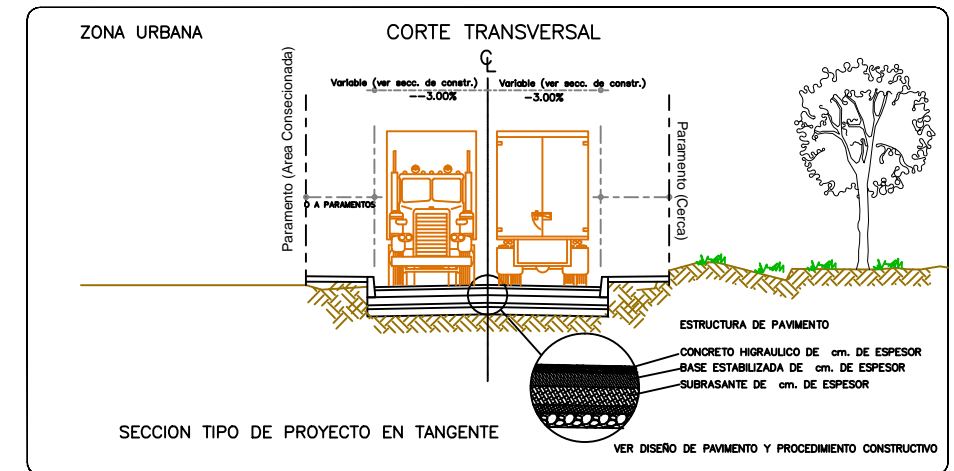 ZONA URBANA
CORTE TRANSVERSAL
CL
Variable (ver secc. de constr.)
Variable (ver secc. de constr.)
--3.00%
-3.00%
Paramento (Area Consecionada)
O A PARAMENTOS
Paramento (Cerca)
ESTRUCTURA DE PAVIMENTO
CONCRETO HIGRAULICO DE cm. DE ESPESOR
BASE ESTABILIZADA DE cm. DE ESPESOR
SUBRASANTE DE cm. DE ESPESOR
SECCION TIPO DE PROYECTO EN TANGENTE
VER DISEÑO DE PAVIMENTO Y PROCEDIMIENTO CONSTRUCTIVO